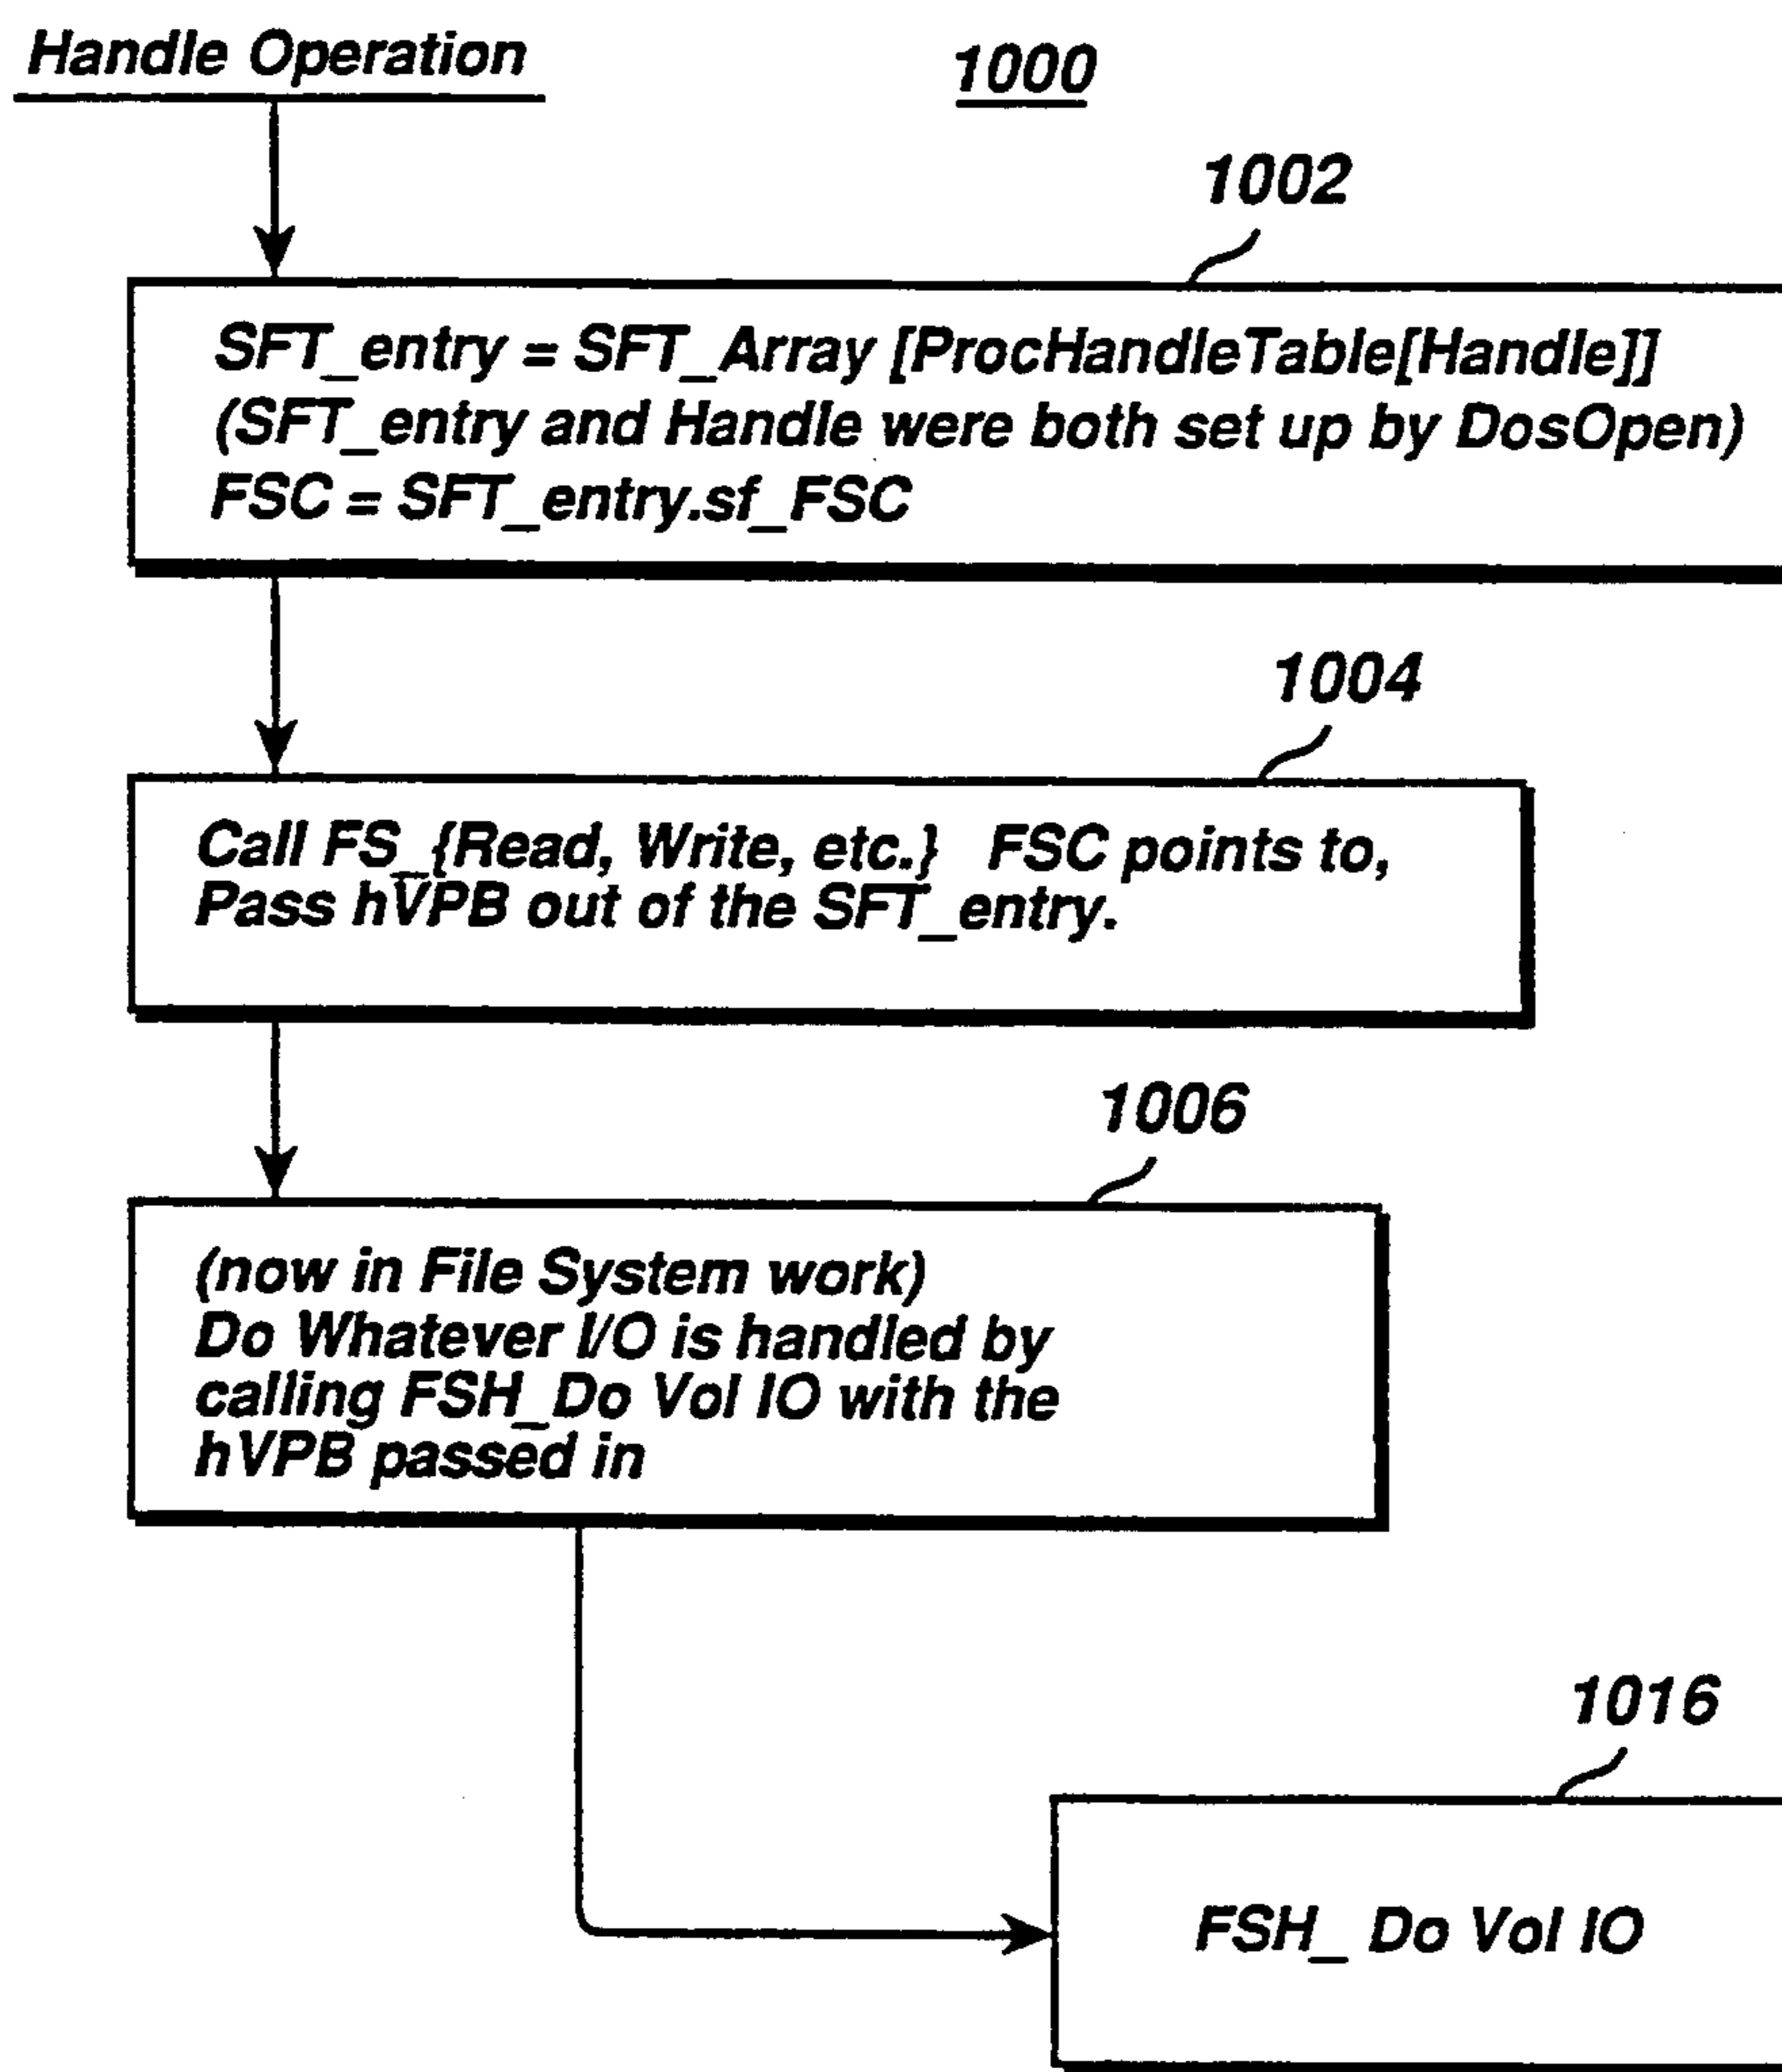 Handle Operation
1000
1002
SFT_entry = SFT_Array [ProcHandleTable[Handle]]
(SFT_entry and Handle were both set up by DosOpen)
FSC = SFT_entry.sf_FSC
1004
Call FS_{Read, Write, etc.} FSC points to,
Pass hVPB out of the SFT_entry.
1006
(now in File System work)
Do Whatever I/O is handled by
calling FSH_Do Vol IO with the
hVPB passed in
1016
FSH_ Do Vol IO